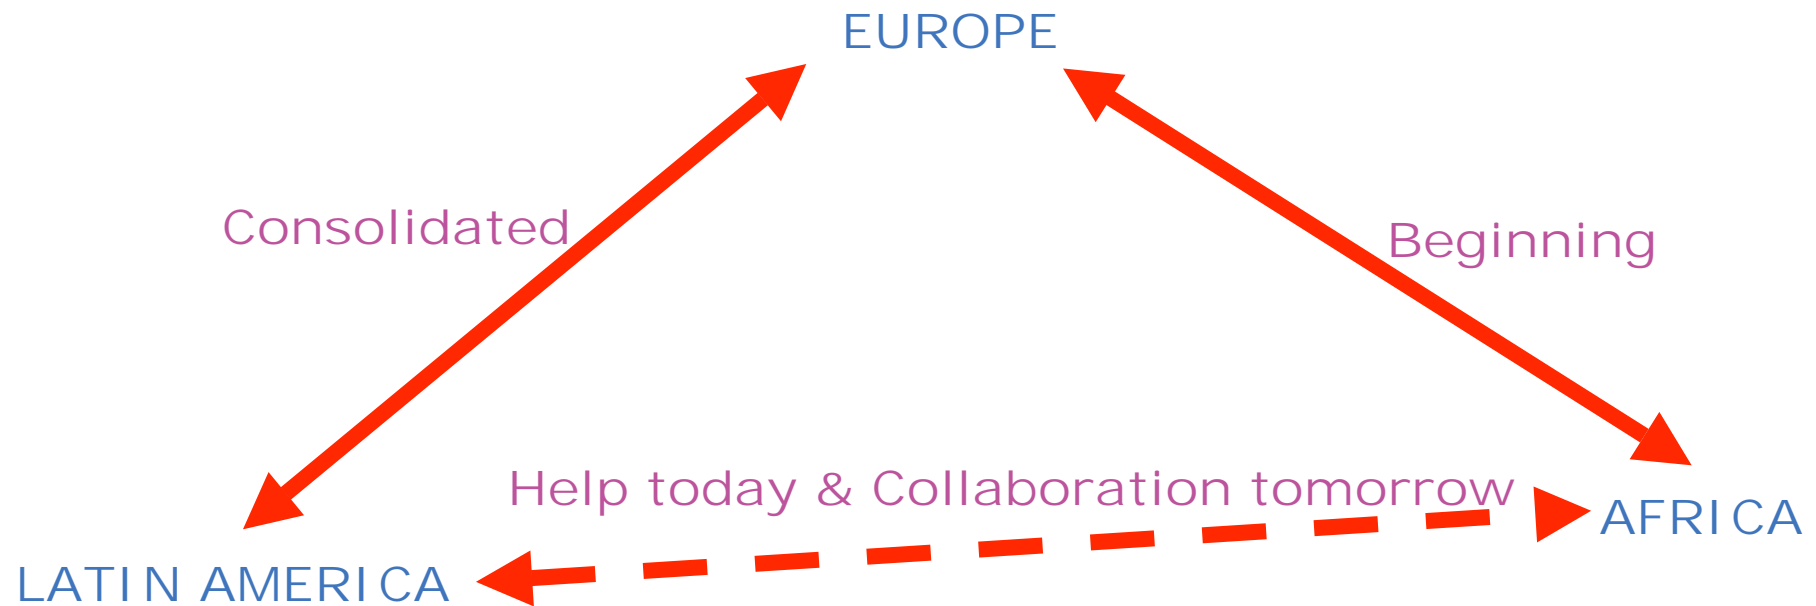 EUROPE
Consolidated
Beginning
Help today & Collaboration tomorrow
AFRICA
LATIN AMERICA